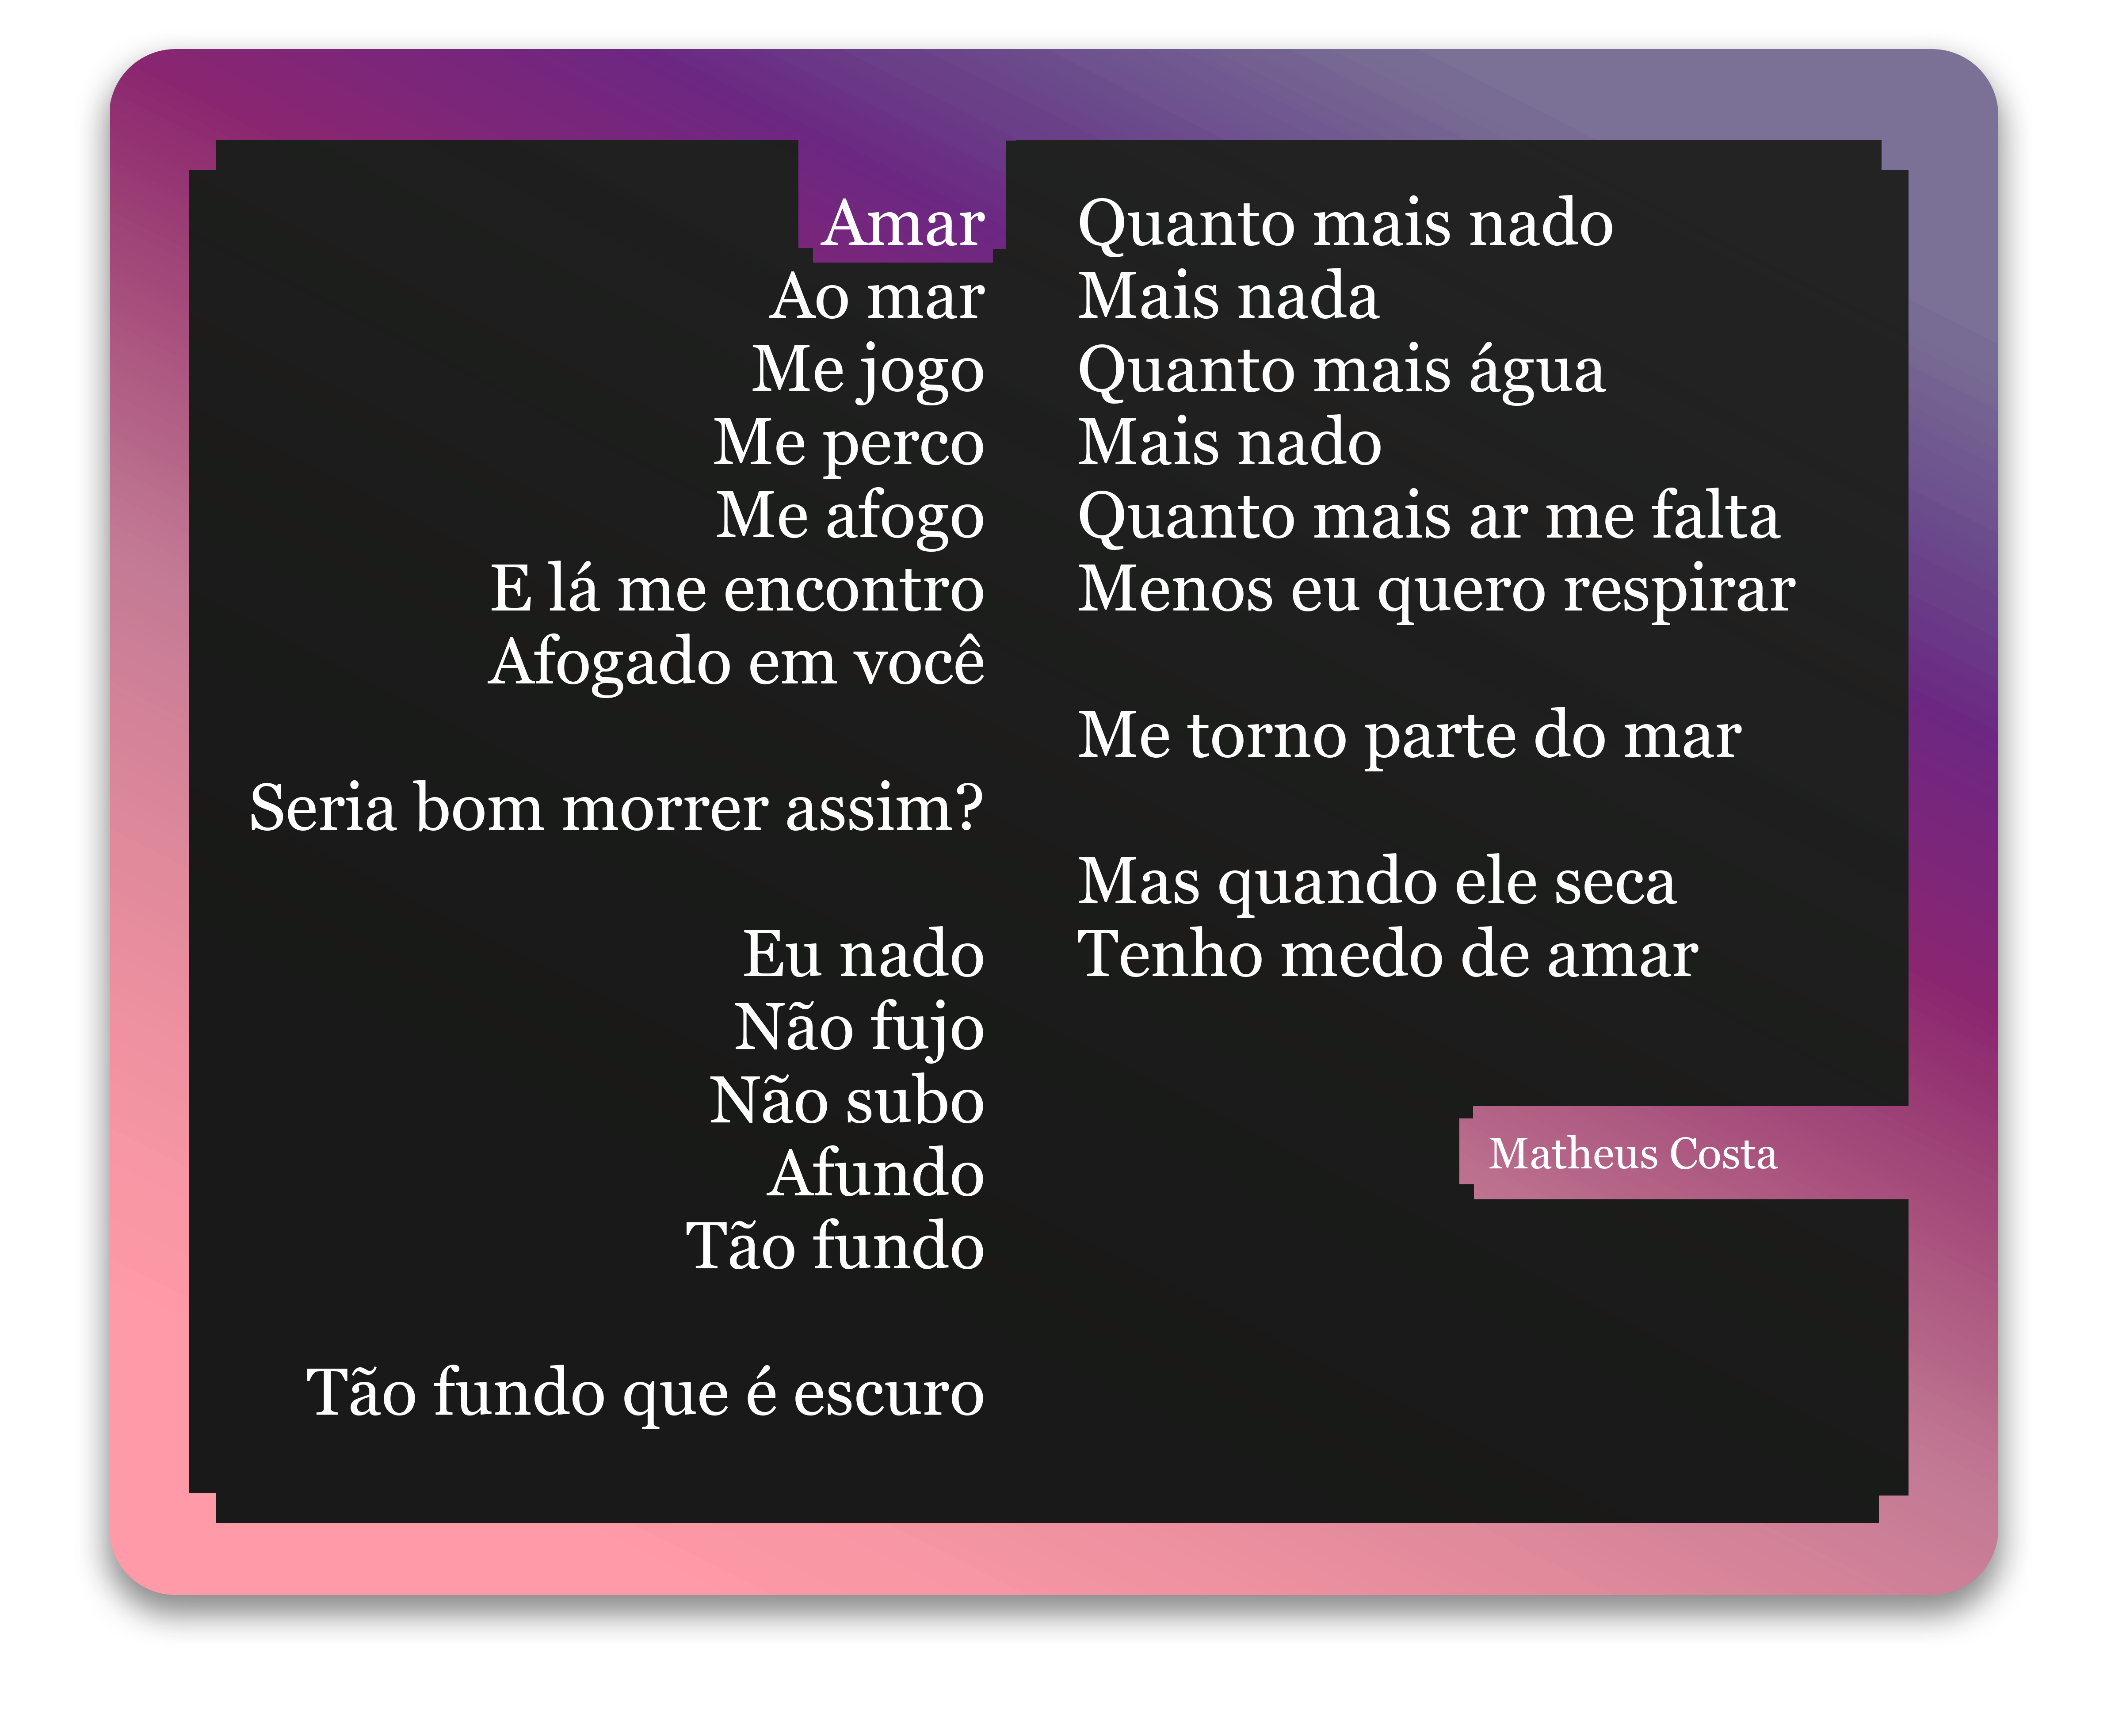 Amar
Ao mar
Me jogo
Me perco
Me afogo
E lá me encontro
Afogado em você
Seria bom morrer assim?
Eu nado
Não fujo
Não subo
Afundo
Tão fundo
Tão fundo que é escuro
Quanto mais nado
Mais nada
Quanto mais água
Mais nado
Quanto mais ar me falta
Menos eu quero respirar
Me torno parte do mar
Mas quando ele seca
Tenho medo de amar
Matheus Costa